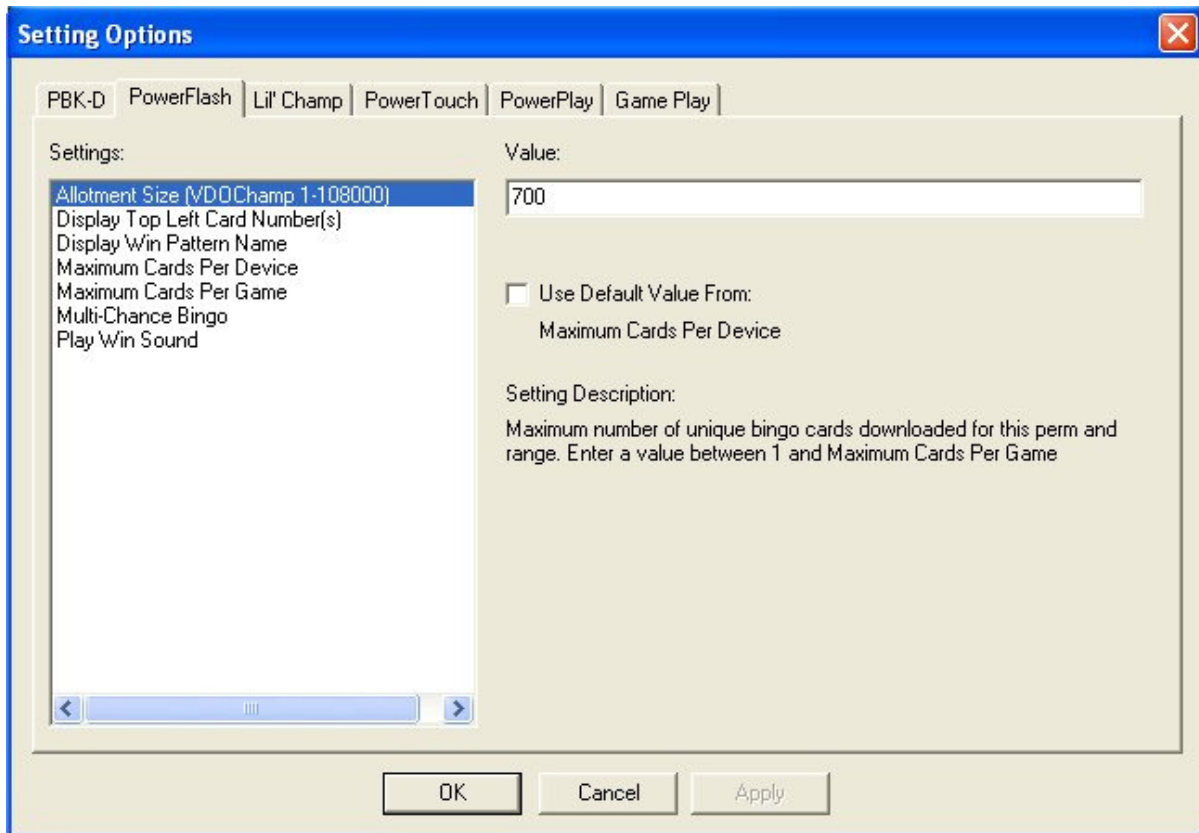 Setting Options
PBK-D PowerFlash Lil' Champ PowerTouch PowerPlay Game Play
Settings:
Allotment Size (VDOChamp 1-108000)
Display Top Left Card Number(s)
Display Win Pattern Name
Maximum Cards Per Device
Maximum Cards Per Game
Multi-Chance Bingo
Play Win Sound
Value:
700
Use Default Value From:
Maximum Cards Per Device
Setting Description:
Maximum number of unique bingo cards downloaded for this perm and
range. Enter a value between 1 and Maximum Cards Per Game
OK Cancel Apply